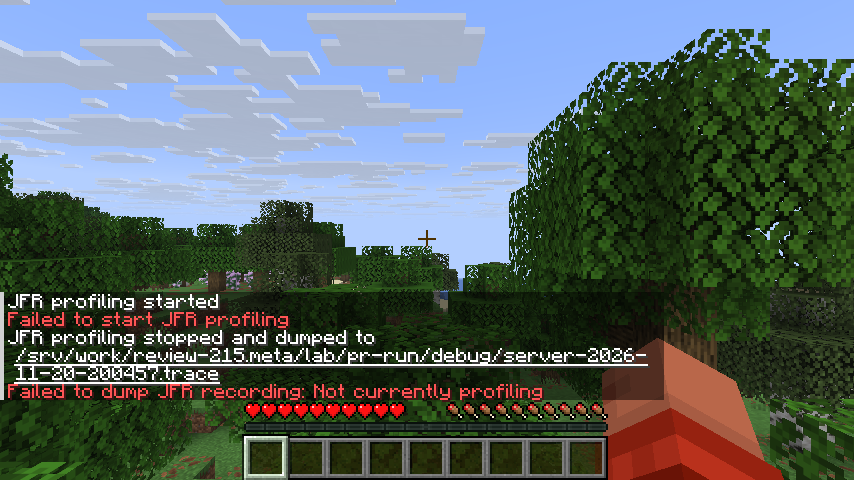 JFR profiling started
Failed to start JFR profiling
JFR profiling stopped and dumped to
/srv/work/review-215.meta/lab/pr-run/debug/server-2026-
11-20-200457.trace
Failed to dump JFR recording: Not currently profiling